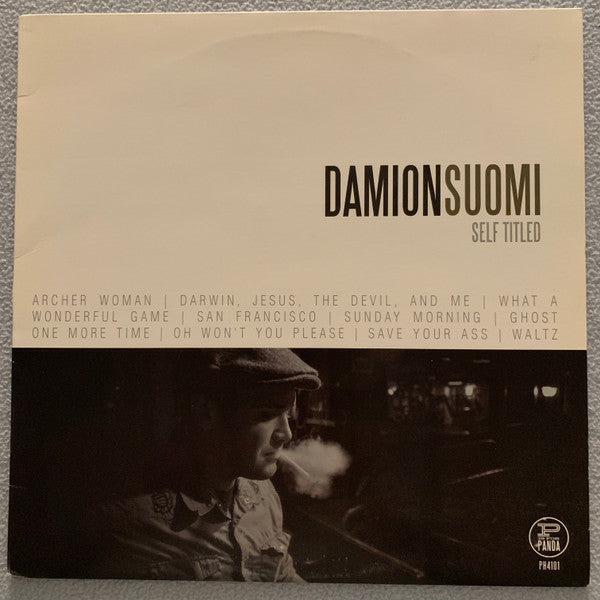 DAMIONSUOMI
SELF TITLED
ARCHER WOMAN | DARWIN, JESUS, THE DEVIL, AND ME | WHAT A
WONDERFUL GAME | SAN FRANCISCO | SUNDAY MORNING | GHOST
ONE MORE TIME | OH WON'T YOU PLEASE | SAVE YOUR ASS | WALTZ
P
PANDA
PH4101